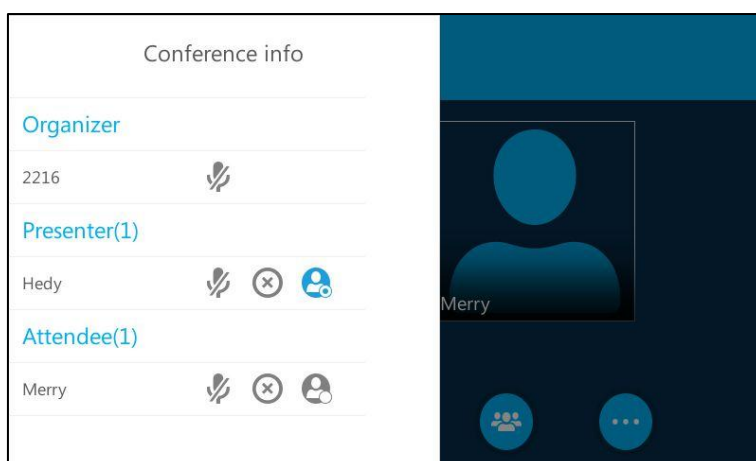 Conference info
Organizer
2216
Presenter(1)
Hedy
Attendee(1)
Merry
Merry